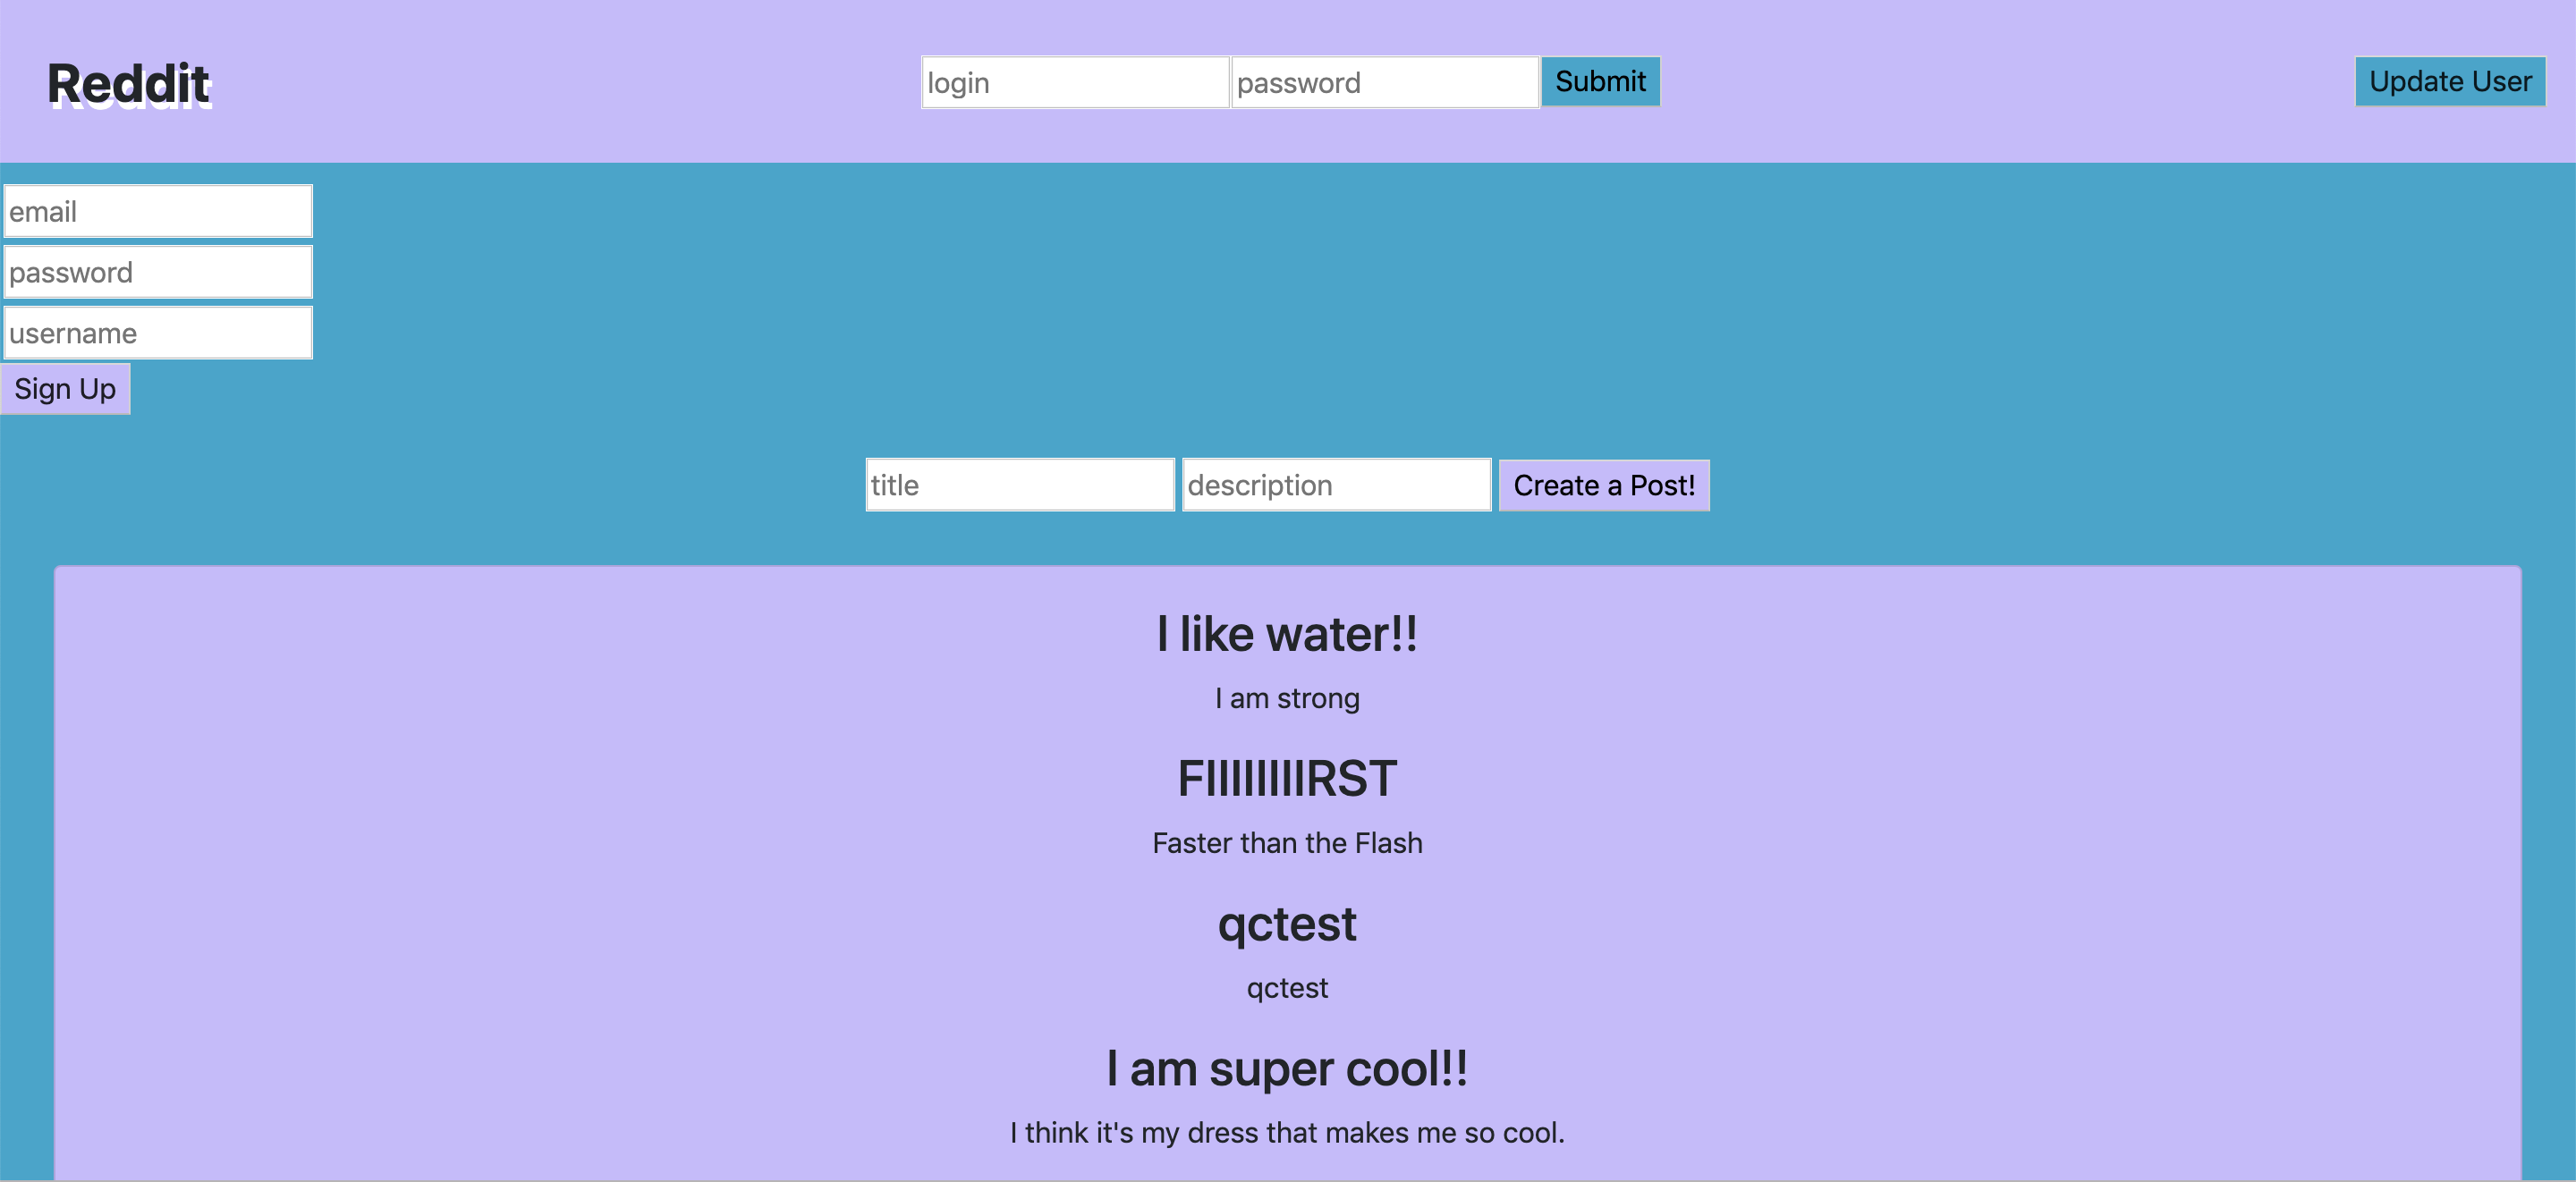 Reddit
login password Submit
Update User
email
password
username
Sign Up
title description Create a Post!
I like water!!
I am strong
FIIIIIIIIRST
Faster than the Flash
qctest
qctest
I am super cool!!
I think it's my dress that makes me so cool.